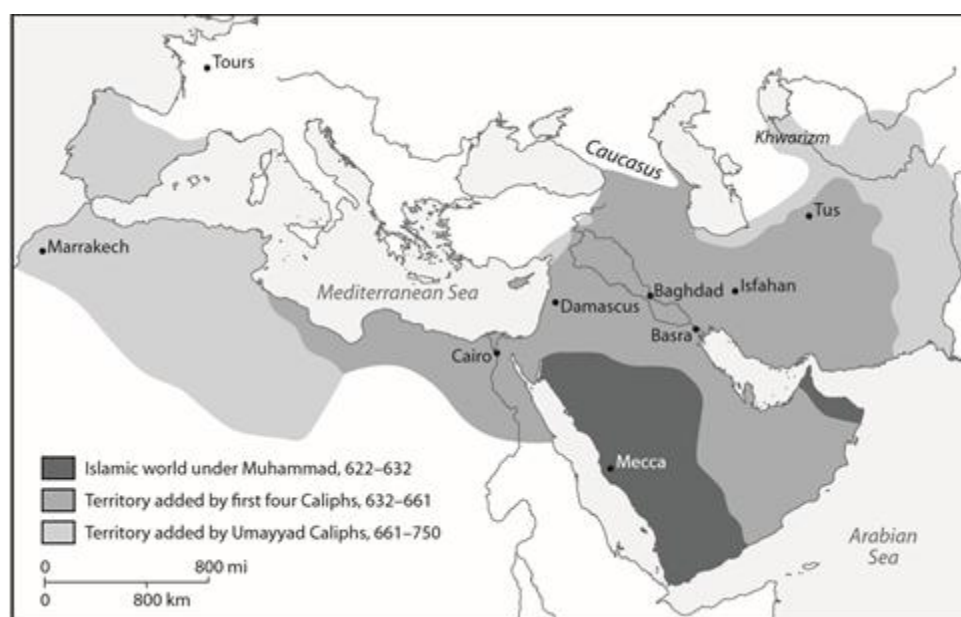 Tours
Khwarizm
Caucasus
Tus
Marrakech
Mediterranean Sea
Damascus
Baghdad
Isfahan
Basra
Cairo
Mecca
Arabian
Sea
Islamic world under Muhammad, 622–632
Territory added by first four Caliphs, 632–661
Territory added by Umayyad Caliphs, 661–750
0 800 mi
0 800 km